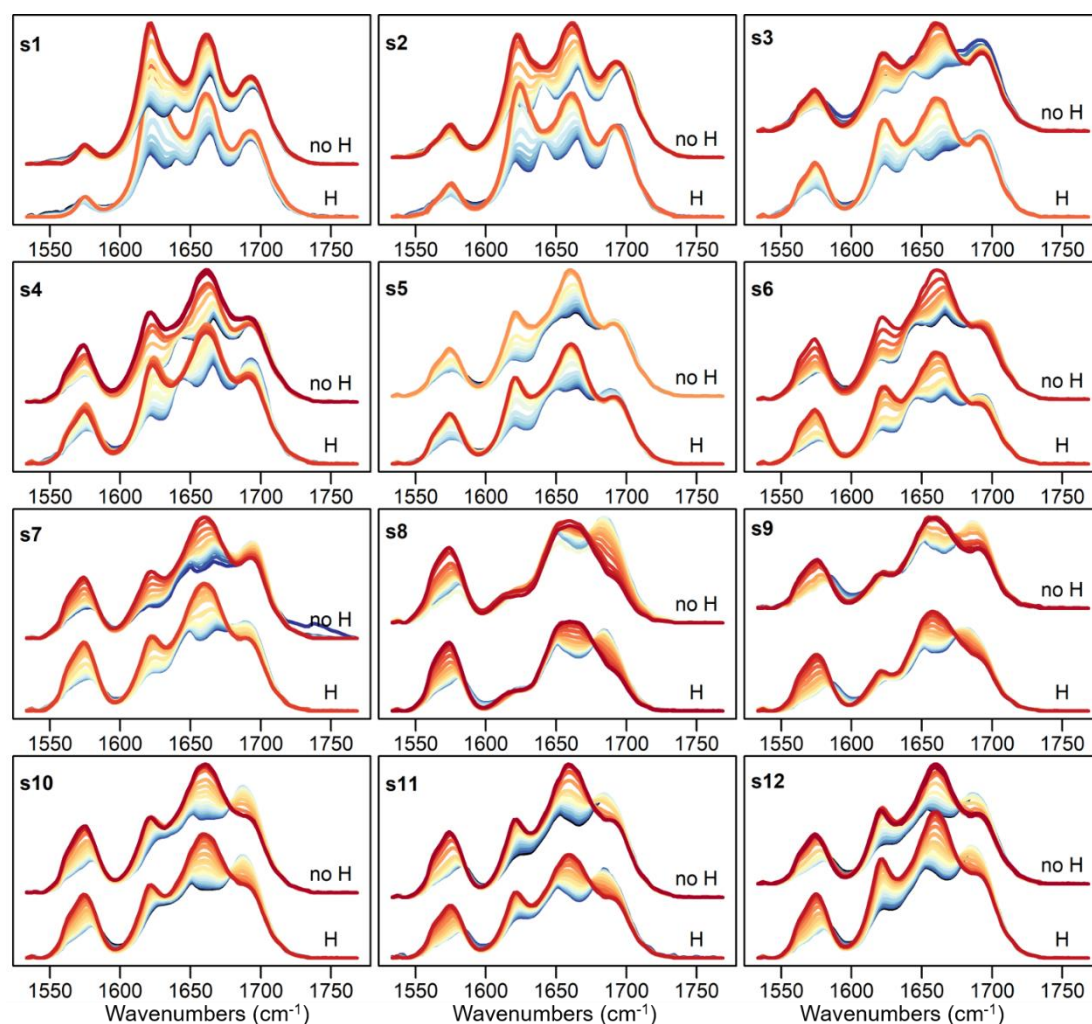 s1 s2 s3
no H no H no H
H H H
1550 1600 1650 1700 1750 1550 1600 1650 1700 1750 1550 1600 1650 1700 1750
s4 s5 s6
no H no H no H
H H H
1550 1600 1650 1700 1750 1550 1600 1650 1700 1750 1550 1600 1650 1700 1750
s7 s8 s9
no H no H no H
H H H
1550 1600 1650 1700 1750 1550 1600 1650 1700 1750 1550 1600 1650 1700 1750
s10 s11 s12
no H no H no H
H H H
1550 1600 1650 1700 1750 1550 1600 1650 1700 1750 1550 1600 1650 1700 1750
Wavenumbers (cm⁻¹) Wavenumbers (cm⁻¹) Wavenumbers (cm⁻¹)